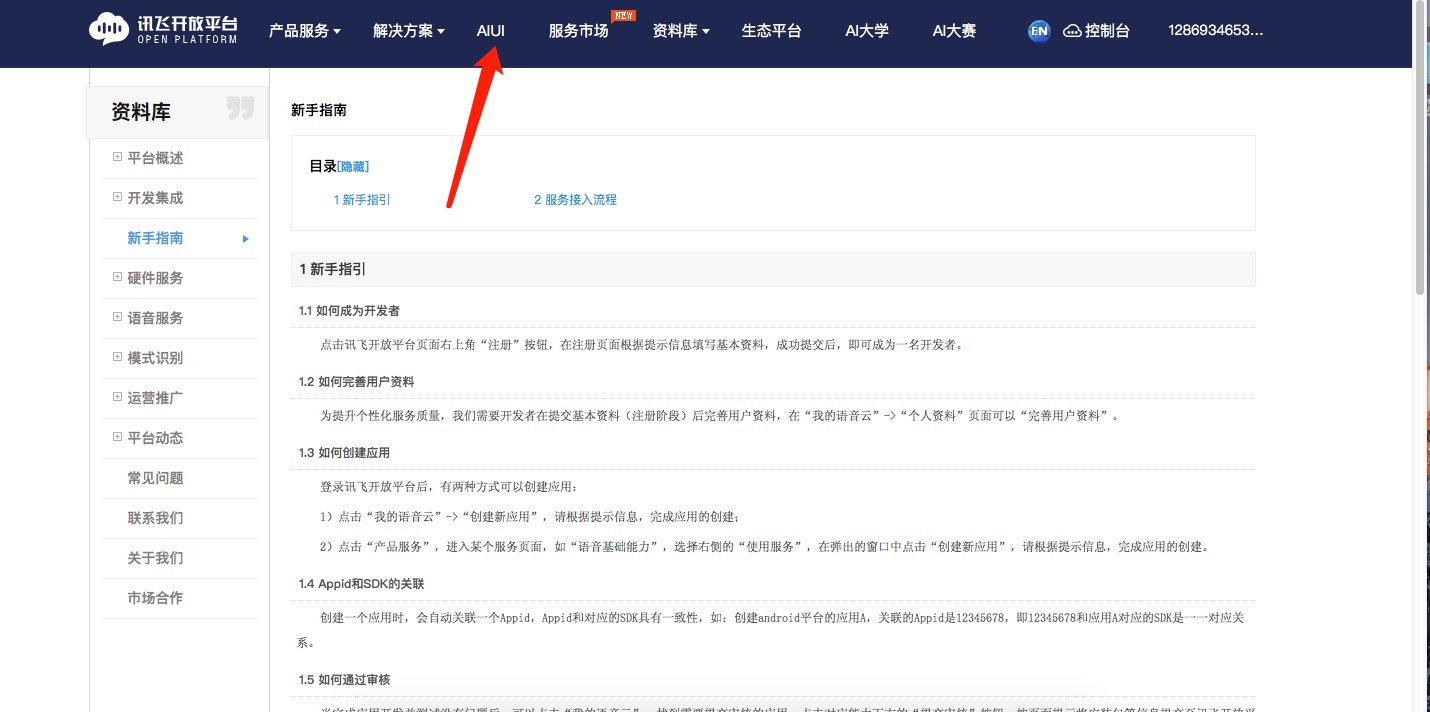 讯飞开放平台
OPEN PLATFORM
产品服务 解决方案 AIUI 服务市场 NEW 资料库 生态平台 AI大学 AI大赛 EN 控制台 1286934653...
资料库
平台概述
开发集成
新手指南
硬件服务
语音服务
模式识别
运营推广
平台动态
常见问题
联系我们
关于我们
市场合作
新手指南
目录[隐藏]
1 新手指引 2 服务接入流程
1 新手指引
1.1 如何成为开发者
点击讯飞开放平台页面右上角“注册”按钮，在注册页面根据提示信息填写基本资料，成功提交后，即可成为一名开发者。
1.2 如何完善用户资料
为提升个性化服务质量，我们需要开发者在提交基本资料（注册阶段）后完善用户资料，在“我的语音云”->“个人资料”页面可以“完善用户资料”。
1.3 如何创建应用
登录讯飞开放平台后，有两种方式可以创建应用：
1）点击“我的语音云”->“创建新应用”，请根据提示信息，完成应用的创建；
2）点击“产品服务”，进入某个服务页面，如“语音基础能力”，选择右侧的“使用服务”，在弹出的窗口中点击“创建新应用”，请根据提示信息，完成应用的创建。
1.4 Appid和SDK的关联
创建一个应用时，会自动关联一个Appid，Appid和对应的SDK具有一致性，如：创建android平台的应用A，关联的Appid是12345678，即12345678和应用A对应的SDK是一一对应关
系。
1.5 如何通过审核